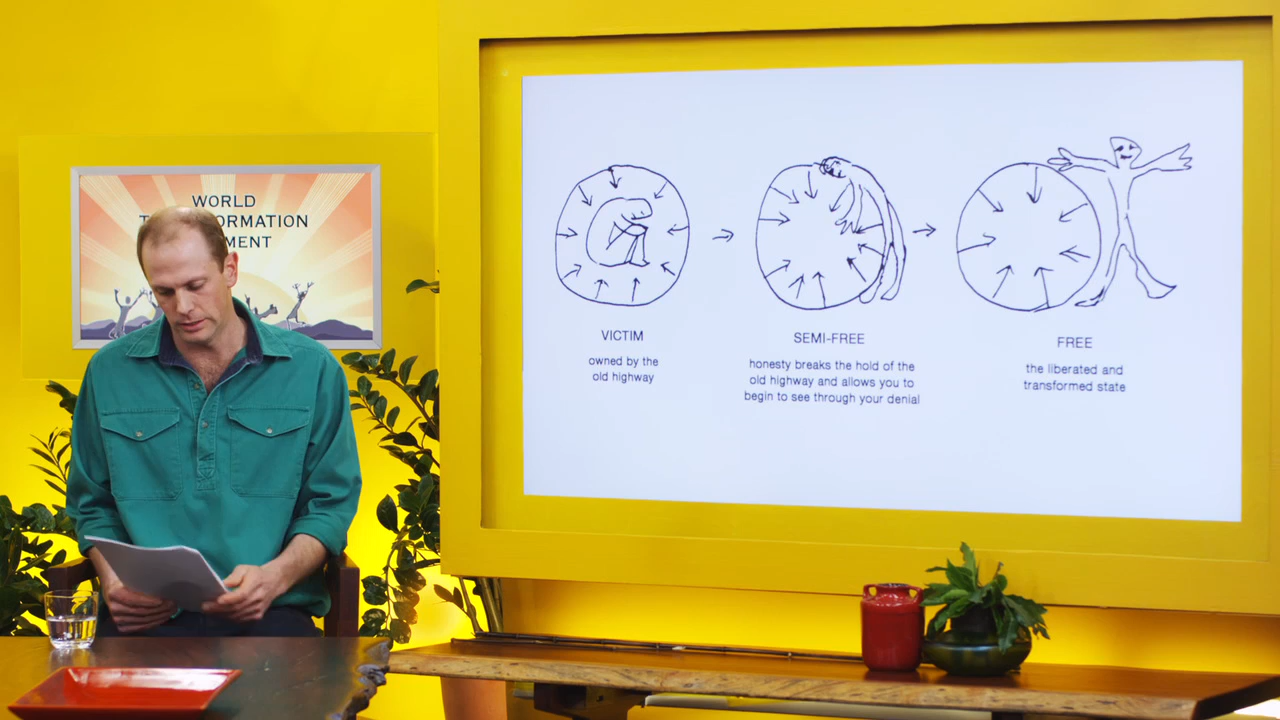 WORLD
T ORMATION
MENT
VICTIM
owned by the
old highway
SEMI-FREE
honesty breaks the hold of the
old highway and allows you to
begin to see through your denial
FREE
the liberated and
transformed state